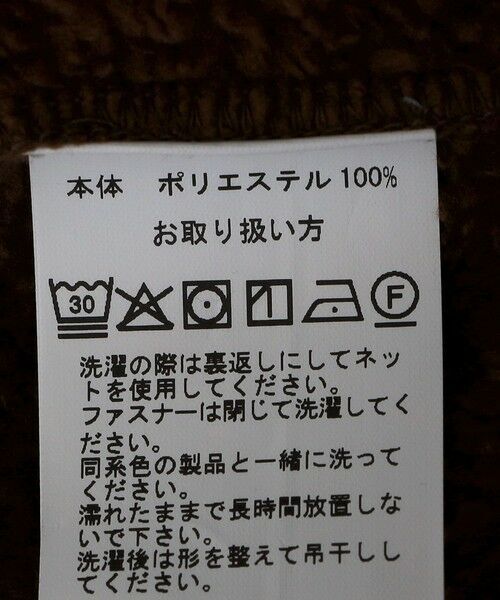 本体 ポリエステル100%
お取り扱い方
30 F
洗濯の際は裏返しにしてネッ
トを使用してください。
ファスナーは閉じて洗濯してく
ださい。
同系色の製品と一緒に洗って
ください。
濡れたままで長時間放置しな
いで下さい。
洗濯後は形を整えて吊干しし
てください。